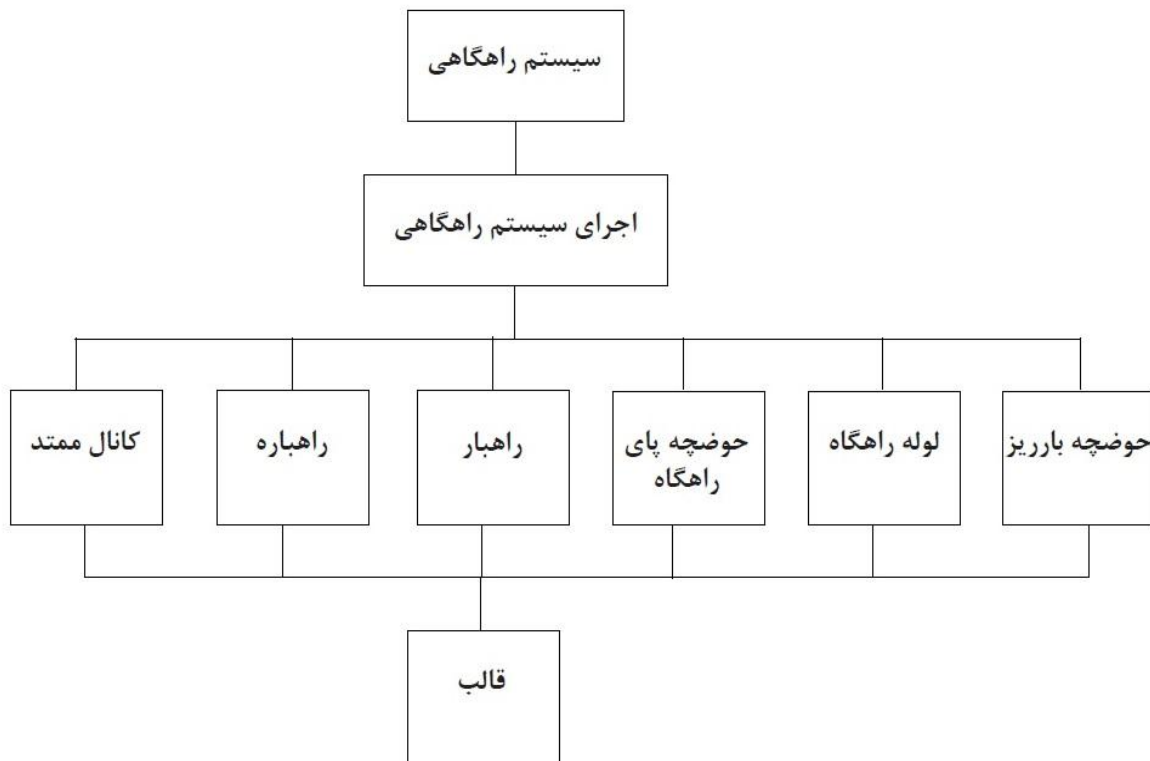 سیستم راهگاهی
اجرای سیستم راهگاهی
حوضچه بارریز
لوله راهگاه
حوضچه پای
راهگاه
راهبار
راهباره
کانال ممتد
قالب